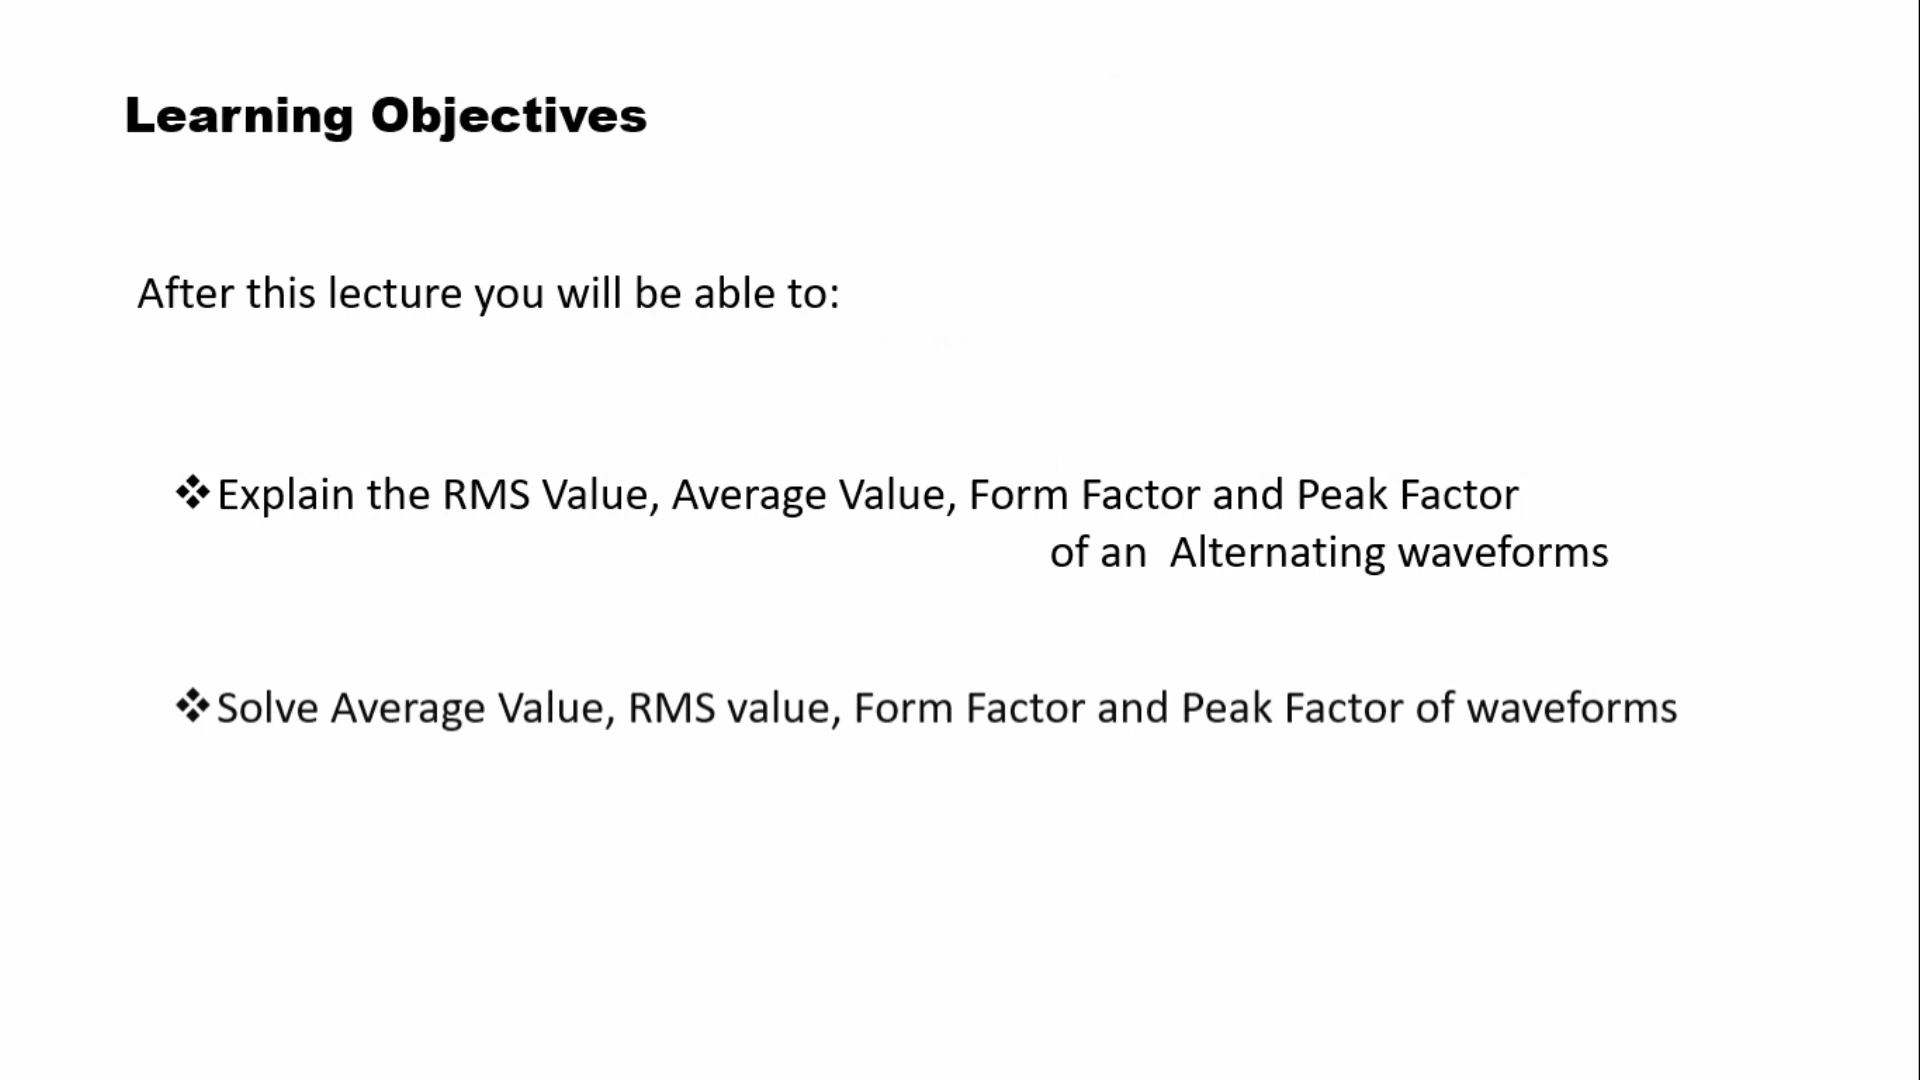 Learning Objectives
After this lecture you will be able to:
❖Explain the RMS Value, Average Value, Form Factor and Peak Factor
of an  Alternating waveforms
❖Solve Average Value, RMS value, Form Factor and Peak Factor of waveforms